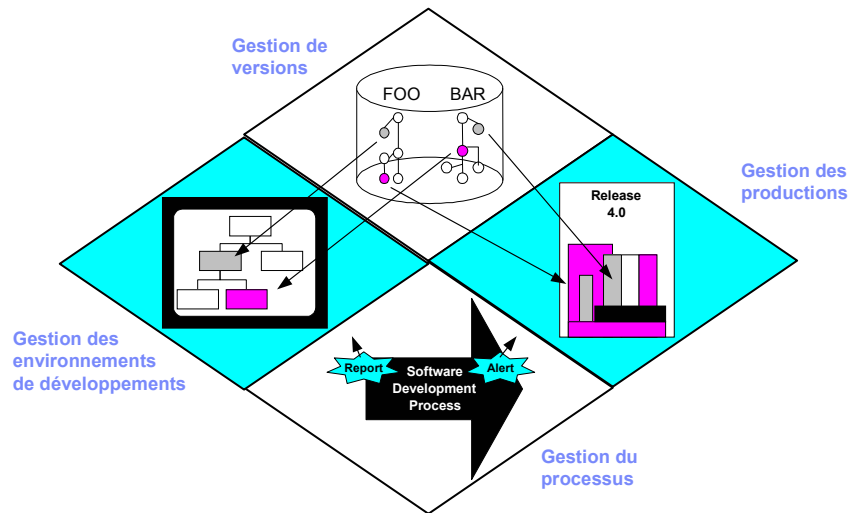 Gestion de
versions
FOO BAR
Gestion des
productions
Release
4.0
Gestion des
environnements
de développements
Report
Software
Development
Process
Alert
Gestion du
processus